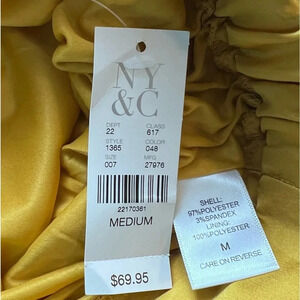 NY
&C
DEPT CLASS
22 617
STYLE COLOR
1365 048
SIZE MFG
007 27976
22170361
MEDIUM
$69.95
SHELL:
97%POLYESTER
3%SPANDEX
LINING:
100%POLYESTER
M
CARE ON REVERSE